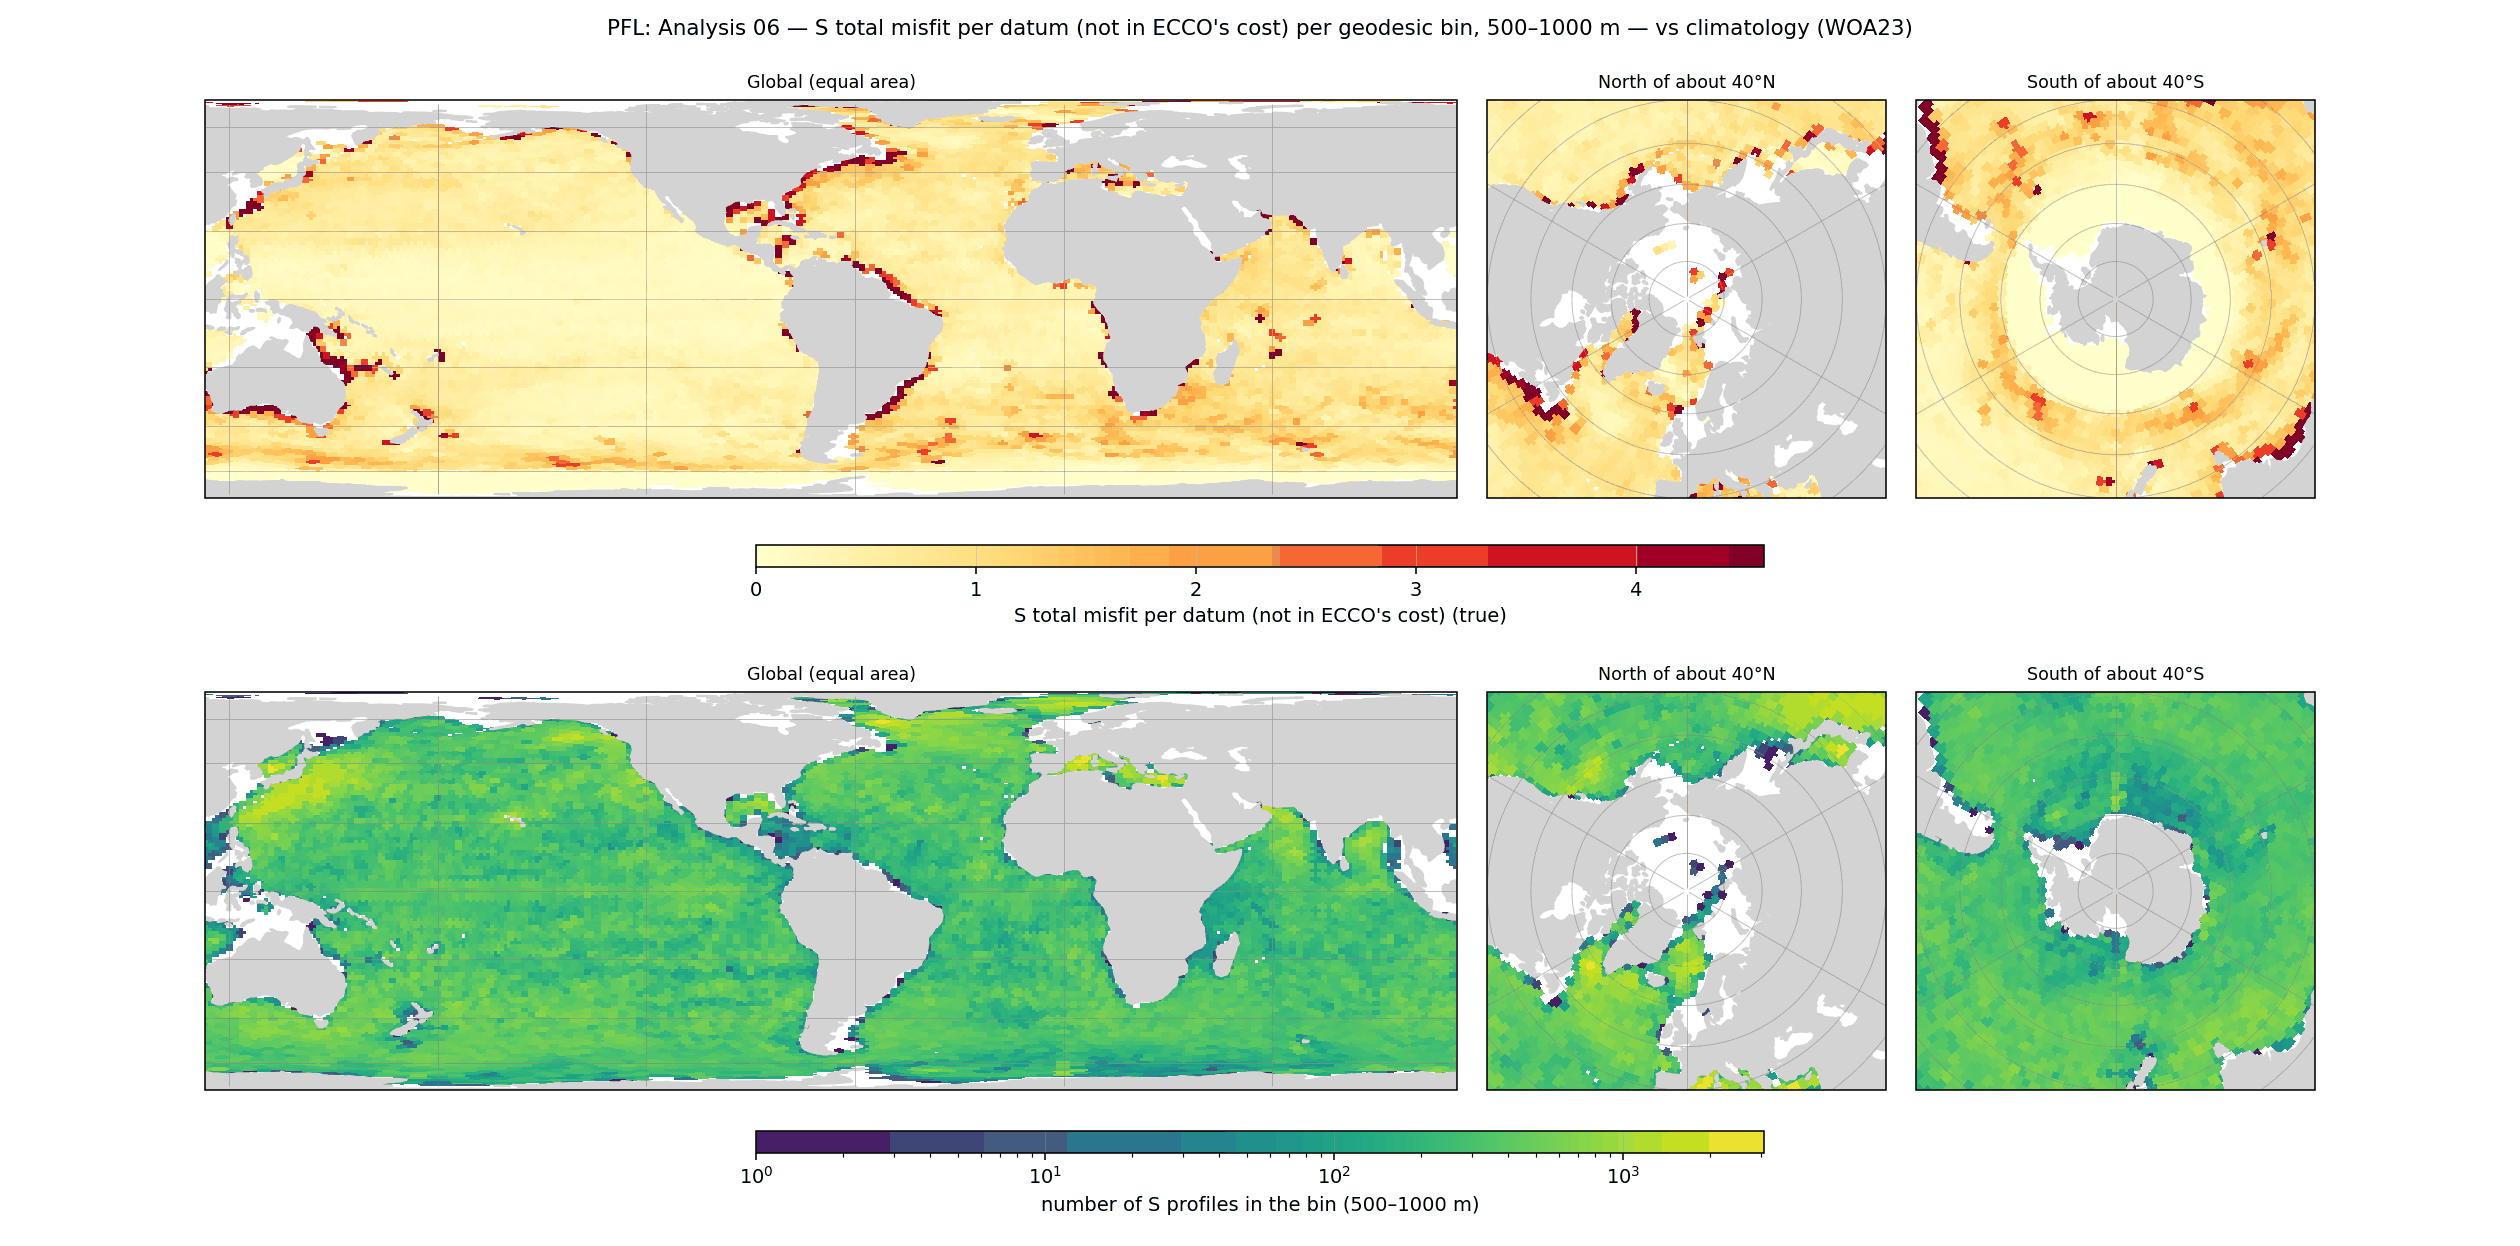 PFL: Analysis 06 — S total misfit per datum (not in ECCO's cost) per geodesic bin, 500–1000 m — vs climatology (WOA23)
Global (equal area)
North of about 40°N
South of about 40°S
0 1 2 3 4
S total misfit per datum (not in ECCO's cost) (true)
Global (equal area)
North of about 40°N
South of about 40°S
10⁰ 10¹ 10² 10³
number of S profiles in the bin (500–1000 m)